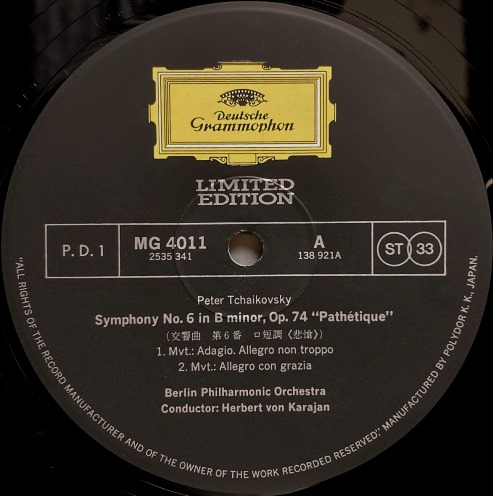 Deutsche
Grammophon
LIMITED
EDITION
P. D. 1
MG 4011
2535 341
A
138 921A
ST 33
Peter Tchaikovsky
Symphony No. 6 in B minor, Op. 74 "Pathétique"
(交響曲 第6番 ロ短調《悲愴》)
1. Mvt.: Adagio. Allegro non troppo
2. Mvt.: Allegro con grazia
Berlin Philharmonic Orchestra
Conductor: Herbert von Karajan
"ALL RIGHTS OF THE RECORD MANUFACTURER AND OF THE OWNER OF THE WORK RECORDED RESERVED". MANUFACTURED BY POLYDOR K. K., JAPAN.